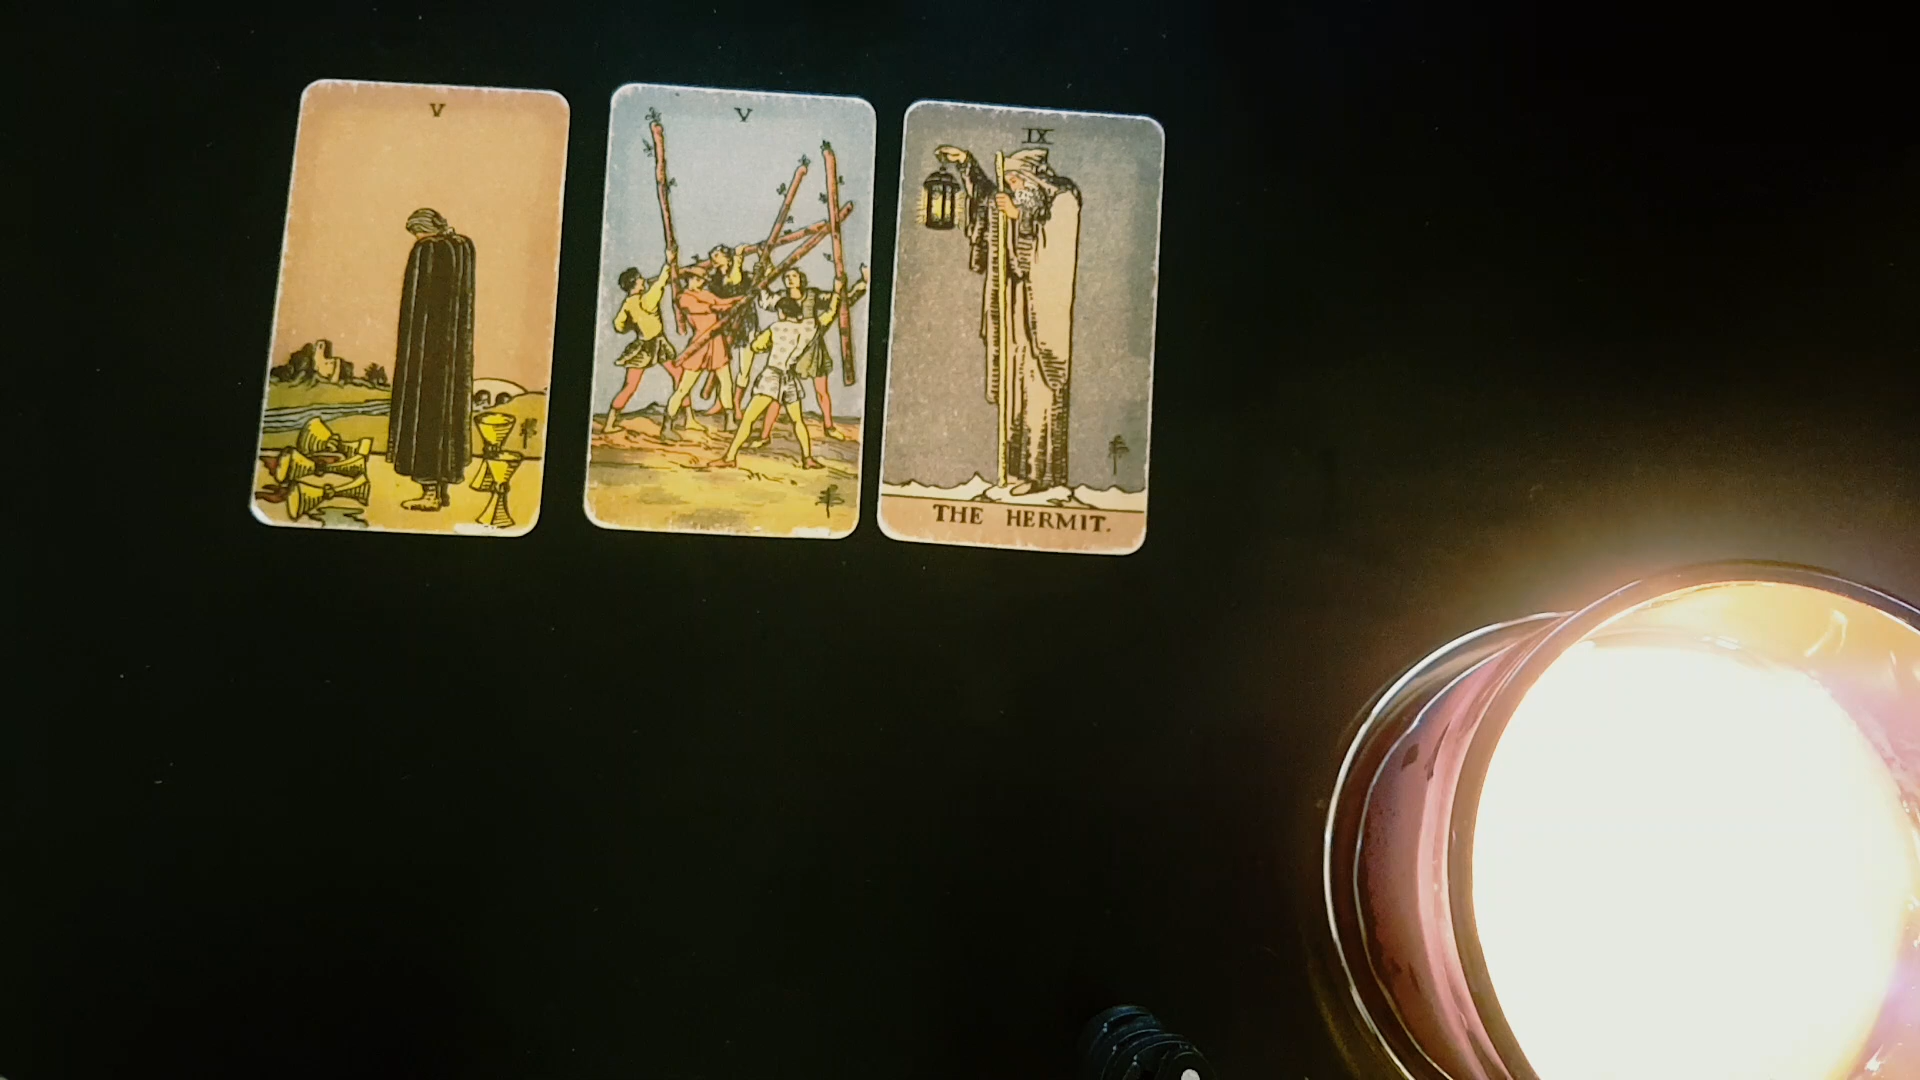 V
V
IX
THE HERMIT.